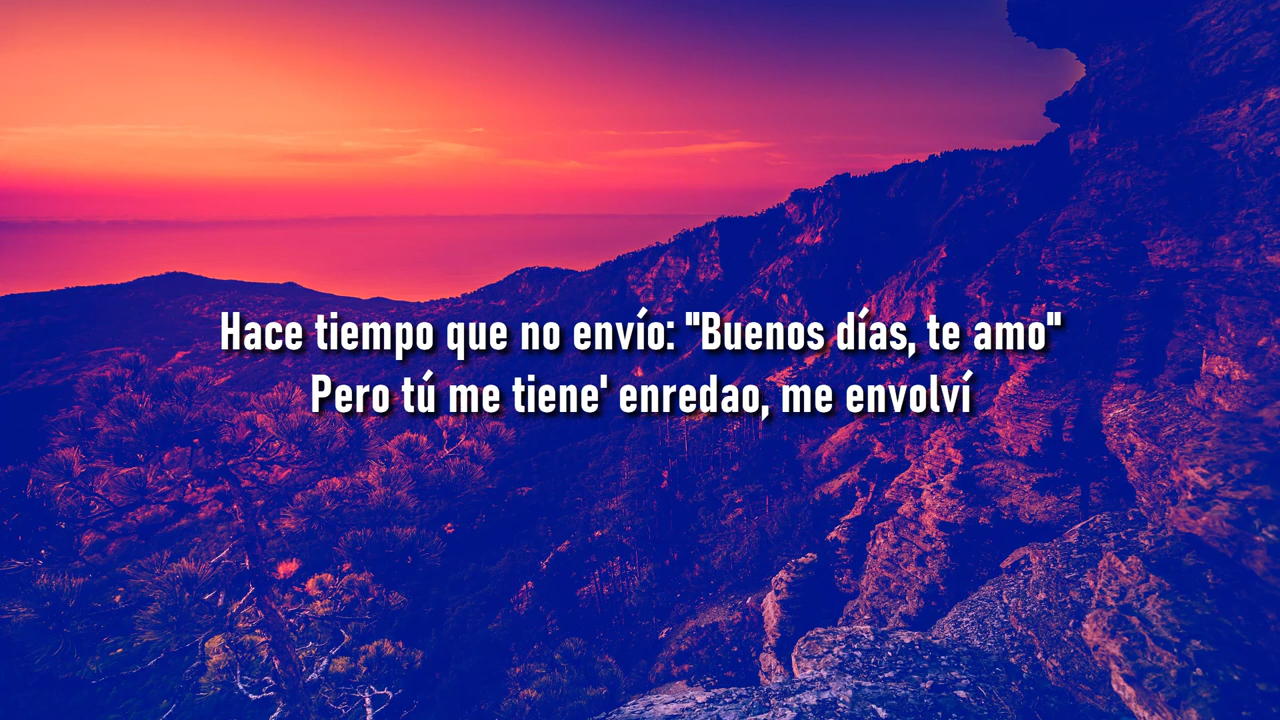 Hace tiempo que no envío: "Buenos días, te amo"
Pero tú me tiene' enredao, me envolví